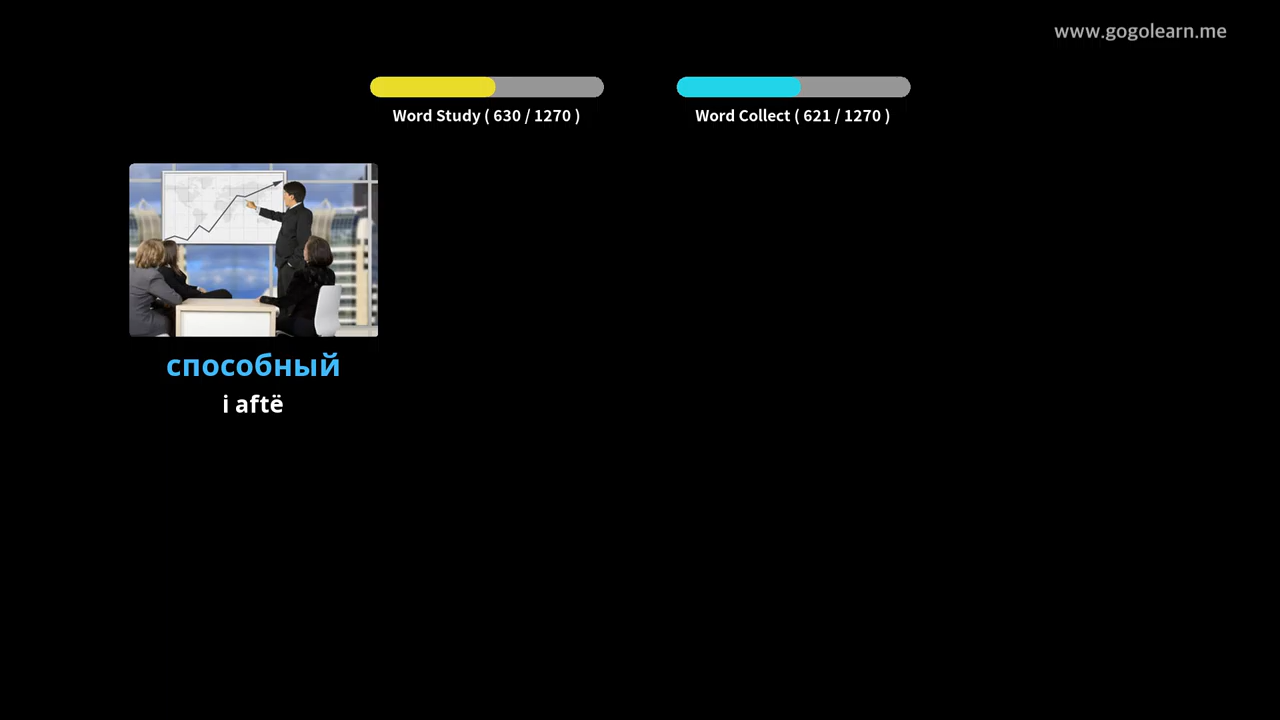 www.gogolearn.me
Word Study ( 630 / 1270 )
Word Collect ( 621 / 1270 )
способный
i aftë